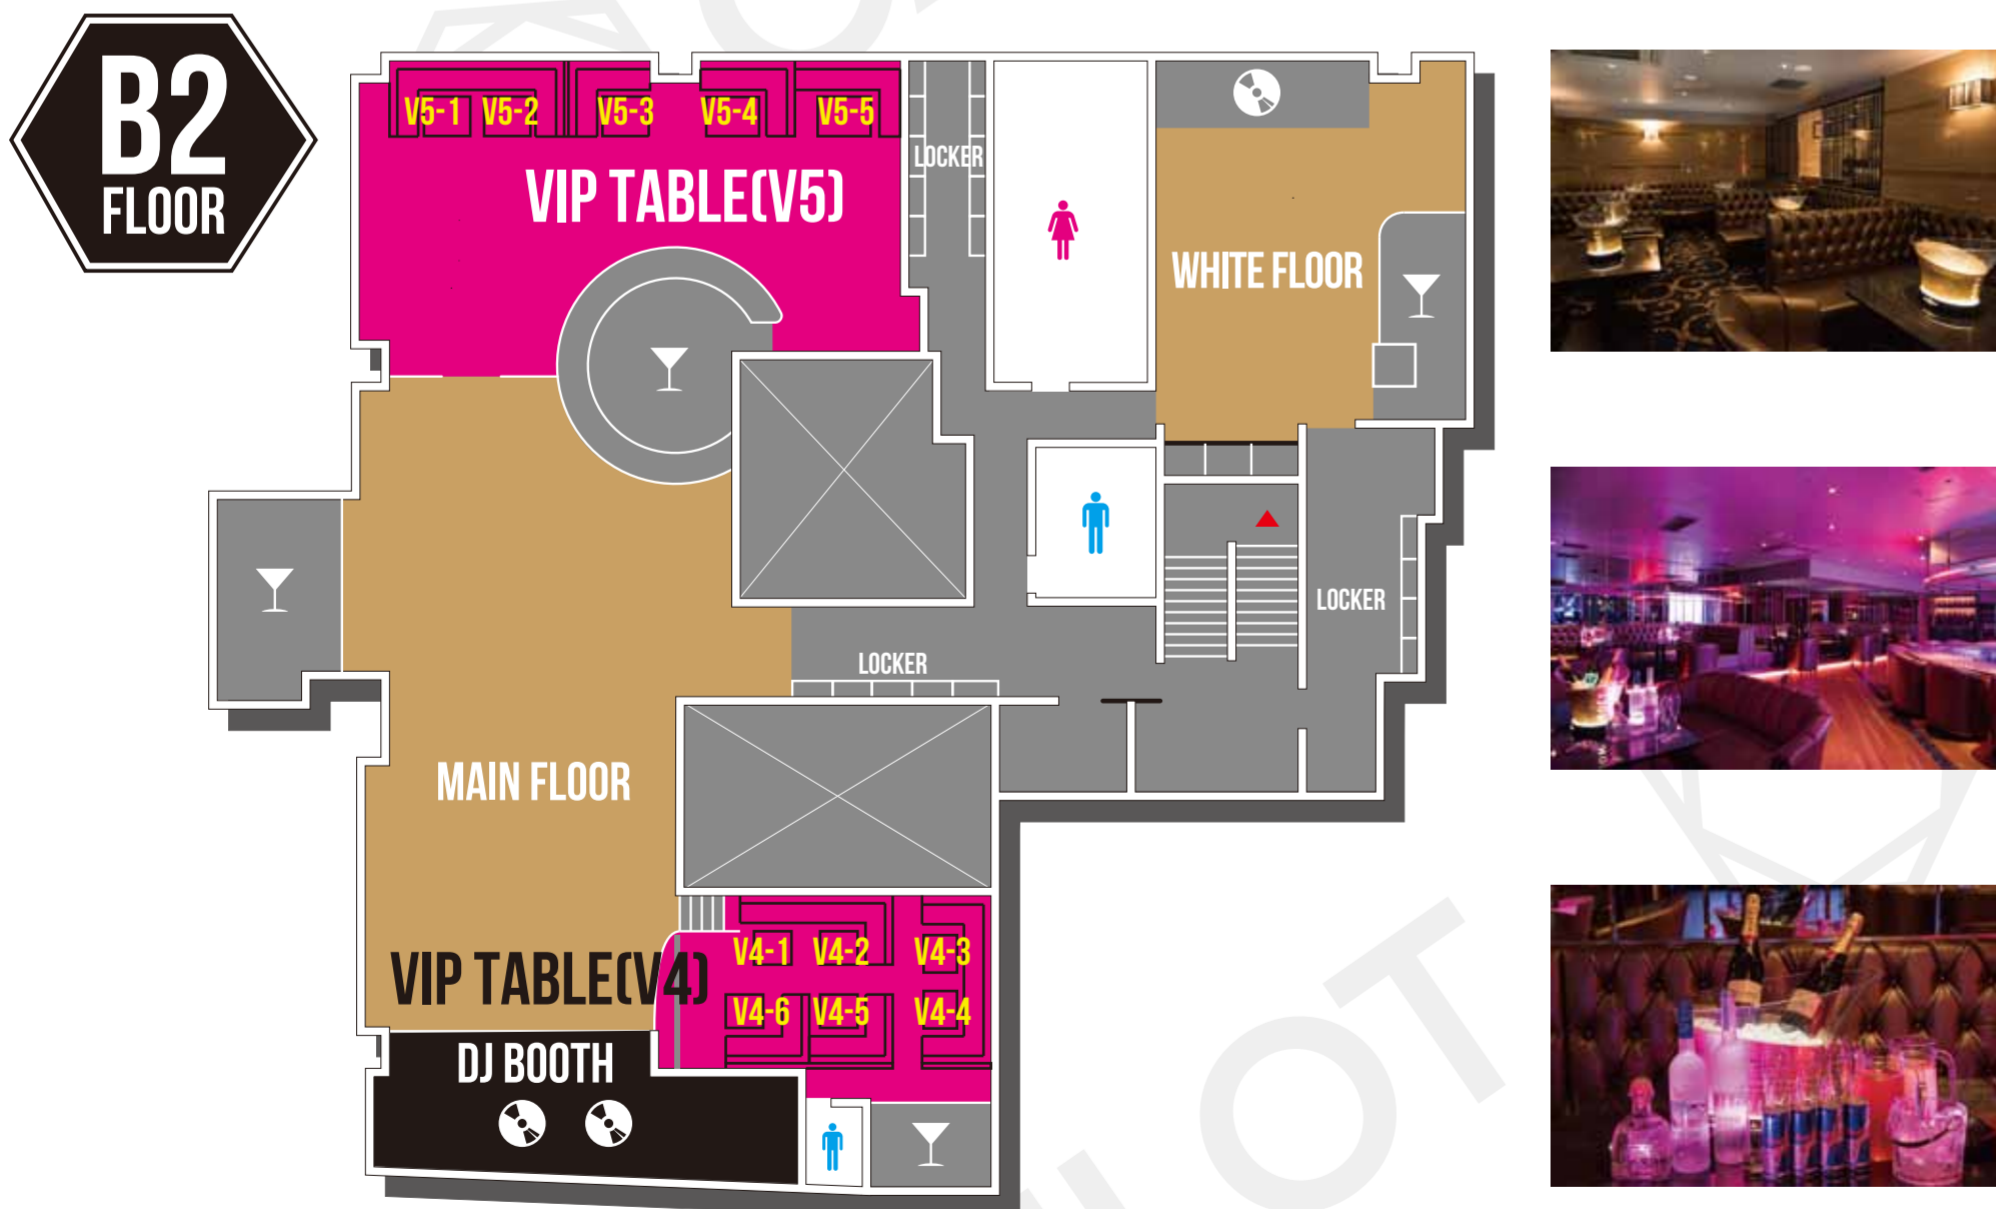 B2
FLOOR
V5-1
V5-2
V5-3
V5-4
V5-5
VIP TABLE(V5)
LOCKER
WHITE FLOOR
LOCKER
LOCKER
MAIN FLOOR
VIP TABLE(V4)
V4-1
V4-2
V4-3
V4-6
V4-5
V4-4
DJ BOOTH